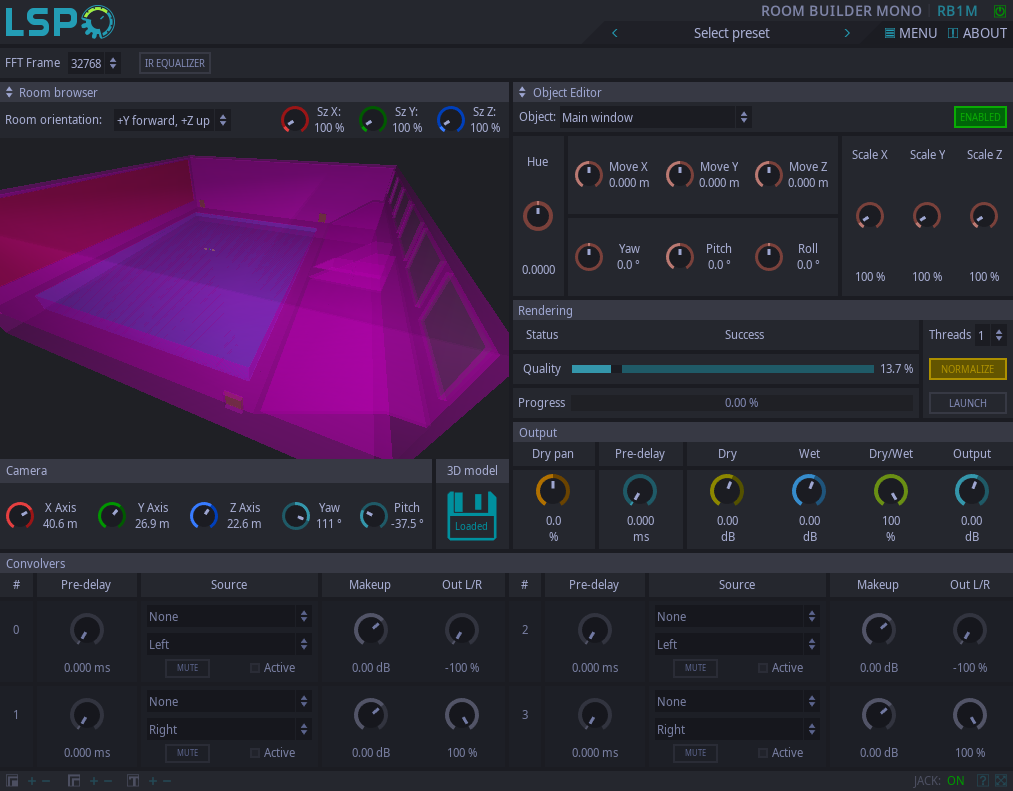 LSP
ROOM BUILDER MONO RB1M
Select preset
MENU ABOUT
FFT Frame 32768 IR EQUALIZER
Room browser
Room orientation: +Y forward, +Z up
Sz X: 100 % Sz Y: 100 % Sz Z: 100 %
Object Editor
Object: Main window ENABLED
Hue
0.0000
Move X 0.000 m Move Y 0.000 m Move Z 0.000 m
Yaw 0.0 ° Pitch 0.0 ° Roll 0.0 °
Scale X Scale Y Scale Z
100 % 100 % 100 %
Rendering
Status Success Threads 1
Quality 13.7 % NORMALIZE
Progress 0.00 % LAUNCH
Output
Dry pan Pre-delay Dry Wet Dry/Wet Output
0.0 0.000 0.00 0.00 100 0.00
% ms dB dB % dB
Camera
X Axis 40.6 m Y Axis 26.9 m Z Axis 22.6 m Yaw 111 ° Pitch -37.5 °
3D model
Loaded
Convolvers
# Pre-delay Source Makeup Out L/R # Pre-delay Source Makeup Out L/R
0 None 2 None
Left Left
0.000 ms MUTE Active 0.00 dB -100 % 0.000 ms MUTE Active 0.00 dB -100 %
1 None 3 None
Right Right
0.000 ms MUTE Active 0.00 dB 100 % 0.000 ms MUTE Active 0.00 dB 100 %
JACK: ON